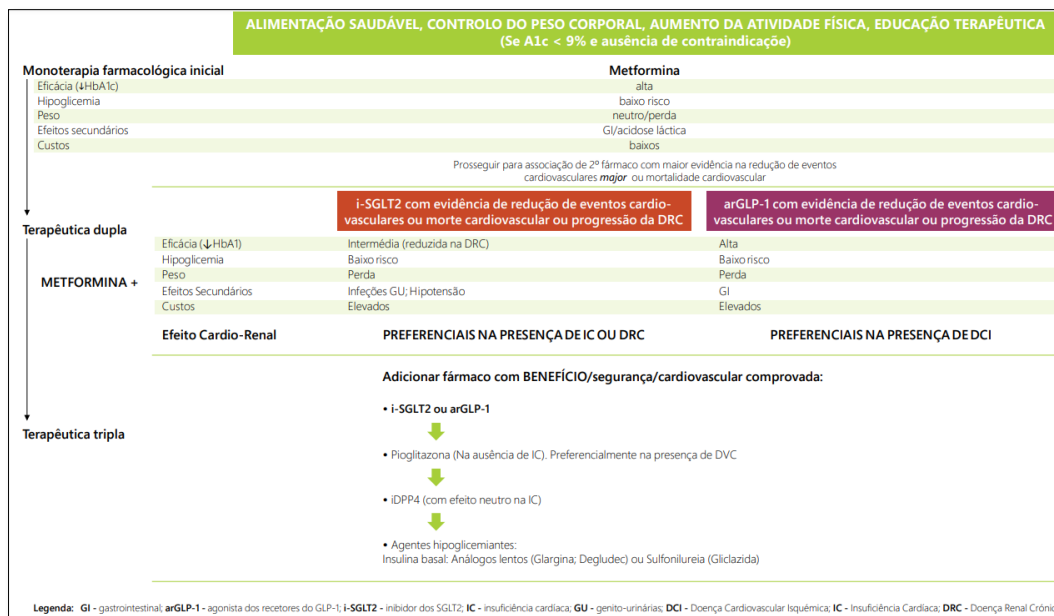 ALIMENTAÇÃO SAUDÁVEL, CONTROLO DO PESO CORPORAL, AUMENTO DA ATIVIDADE FÍSICA, EDUCAÇÃO TERAPÊUTICA
(Se A1c < 9% e ausência de contraindicaçõe)
Monoterapia farmacológica inicial Metformina
Eficácia (↓HbA1c) alta
Hipoglicemia baixo risco
Peso neutro/perda
Efeitos secundários GI/acidose láctica
Custos baixos
Prosseguir para associação de 2º fármaco com maior evidência na redução de eventos
cardiovasculares major ou mortalidade cardiovascular
i-SGLT2 com evidência de redução de eventos cardio-
vasculares ou morte cardiovascular ou progressão da DRC
arGLP-1 com evidência de redução de eventos cardio-
vasculares ou morte cardiovascular ou progressão da DRC
Terapêutica dupla
Eficácia (↓HbA1) Intermédia (reduzida na DRC) Alta
Hipoglicemia Baixo risco Baixo risco
Peso Perda Perda
METFORMINA +
Efeitos Secundários Infeções GU; Hipotensão GI
Custos Elevados Elevados
Efeito Cardio-Renal PREFERENCIAIS NA PRESENÇA DE IC OU DRC PREFERENCIAIS NA PRESENÇA DE DCI
Adicionar fármaco com BENEFÍCIO/segurança/cardiovascular comprovada:
• i-SGLT2 ou arGLP-1
Terapêutica tripla
• Pioglitazona (Na ausência de IC). Preferencialmente na presença de DVC
• iDPP4 (com efeito neutro na IC)
• Agentes hipoglicemiantes:
Insulina basal: Análogos lentos (Glargina; Degludec) ou Sulfonilureia (Gliclazida)
Legenda: GI - gastrointestinal; arGLP-1 - agonista dos recetores do GLP-1; i-SGLT2 - inibidor dos SGLT2; IC - insuficiência cardíaca; GU - genito-urinárias; DCI - Doença Cardiovascular Isquémica; IC - Insuficiência Cardíaca; DRC - Doença Renal Crónic